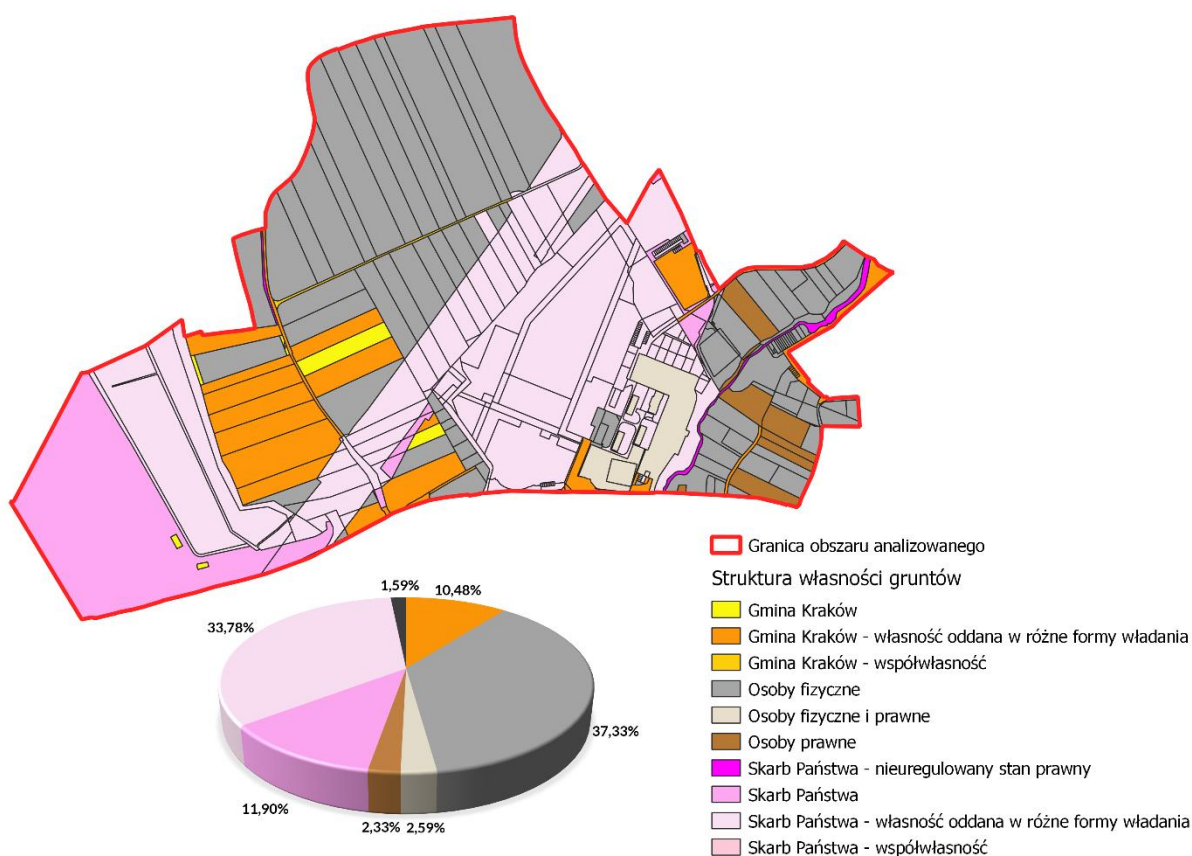 Granica obszaru analizowanego
Struktura własności gruntów
Gmina Kraków
Gmina Kraków - własność oddana w różne formy władania
Gmina Kraków - współwłasność
Osoby fizyczne
Osoby fizyczne i prawne
Osoby prawne
Skarb Państwa - nieuregulowany stan prawny
Skarb Państwa
Skarb Państwa - własność oddana w różne formy władania
Skarb Państwa - współwłasność
1,59%
10,48%
33,78%
37,33%
11,90%
2,33%
2,59%